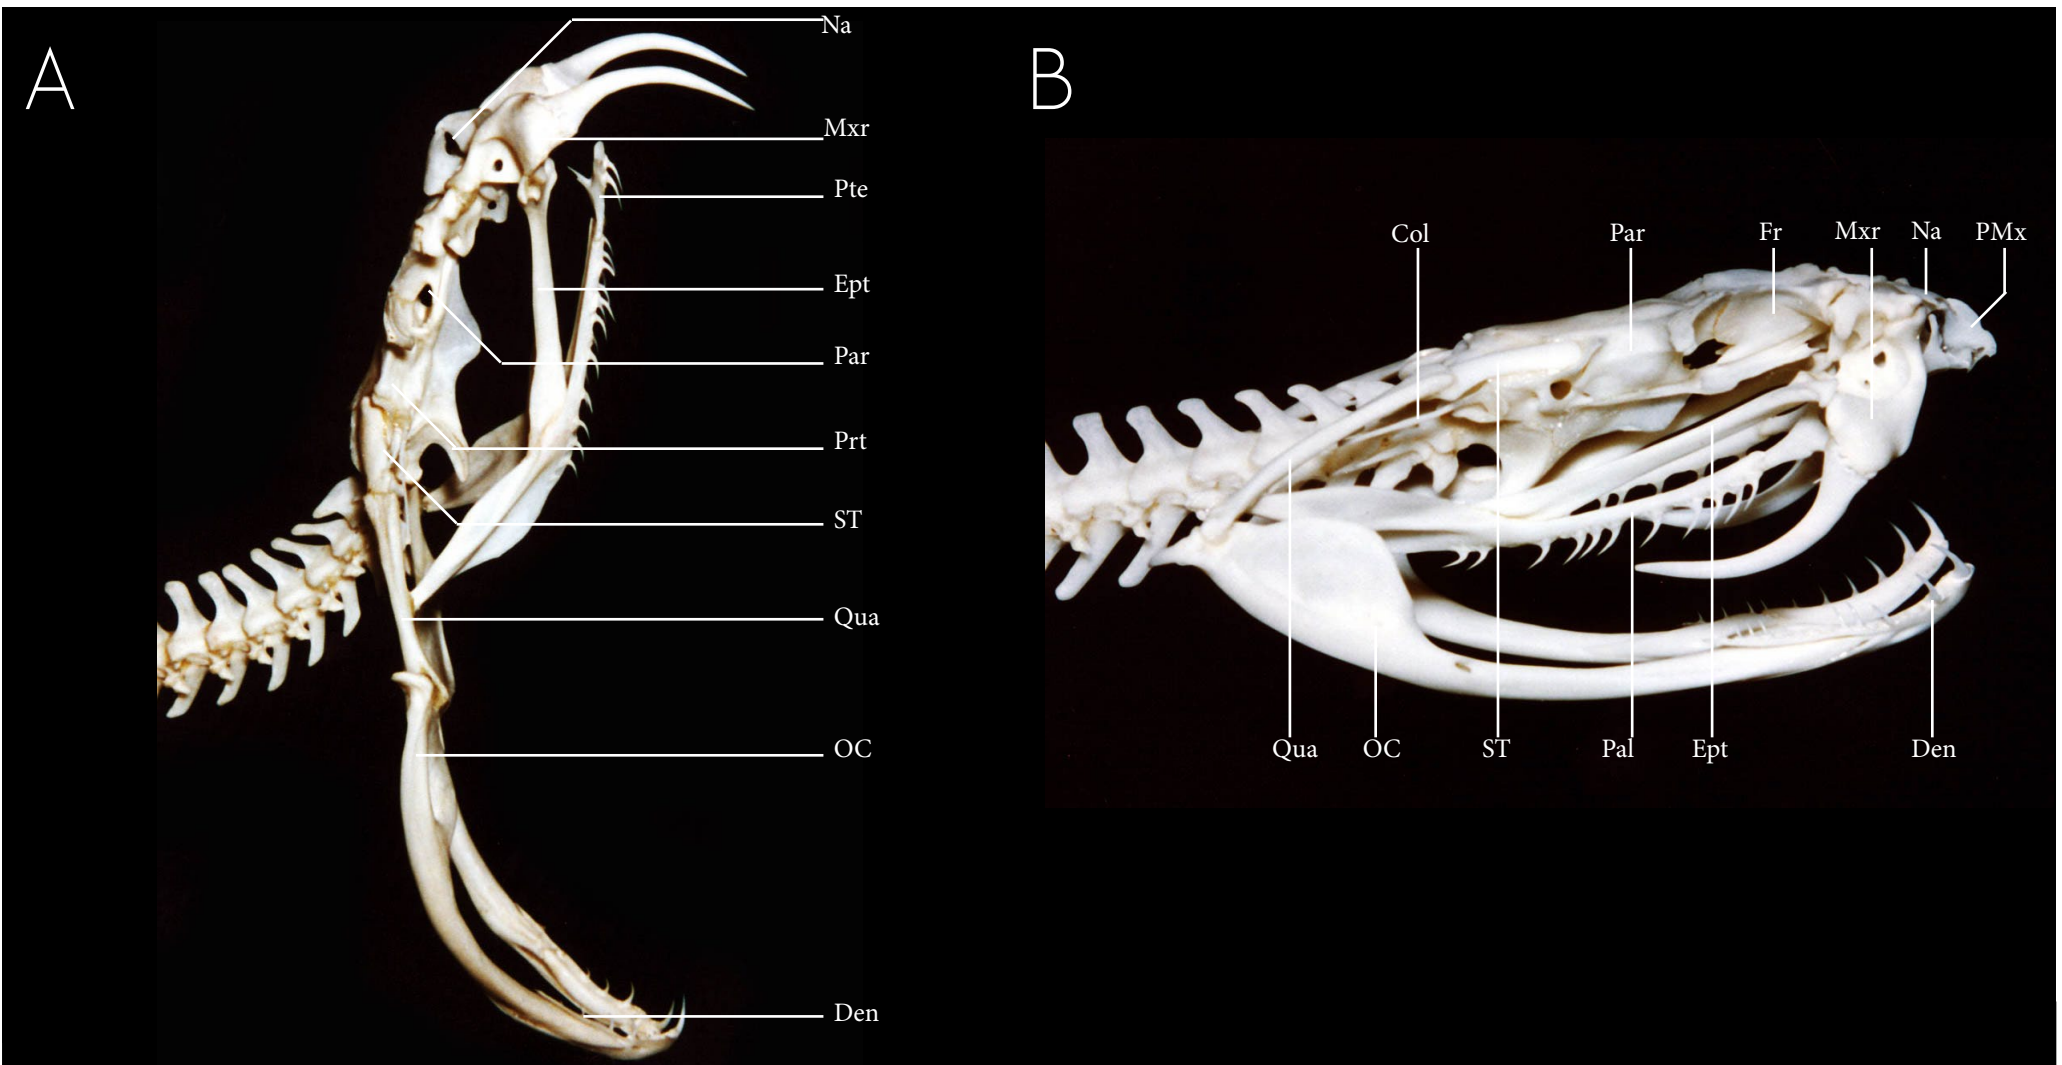 A
Na
Mxr
Pte
Ept
Par
Prt
ST
Qua
OC
Den
B
Col Par Fr Mxr Na PMx
Qua OC ST Pal Ept Den